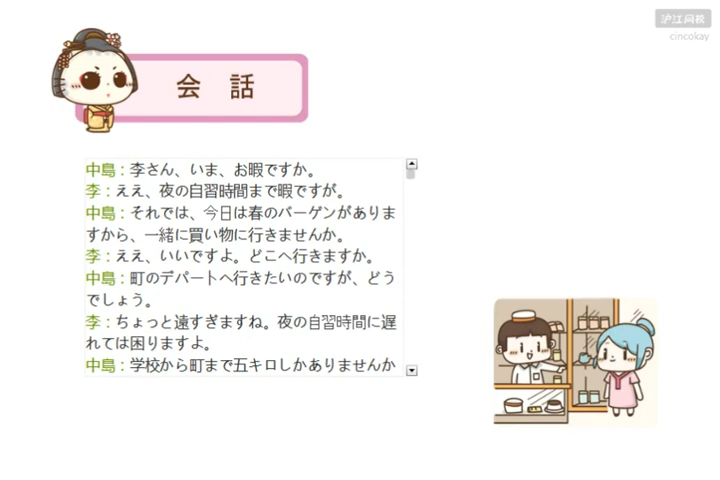 沪江网校
cincokay
会 話
中島：李さん、いま、お暇ですか。
李：ええ、夜の自習時間まで暇ですが。
中島：それでは、今日は春のバーゲンがありま
すから、一緒に買い物に行きませんか。
李：ええ、いいですよ。どこへ行きますか。
中島：町のデパートへ行きたいのですが、どう
でしょう。
李：ちょっと遠すぎますね。夜の自習時間に遅
れては困りますよ。
中島：学校から町まで五キロしかありませんか